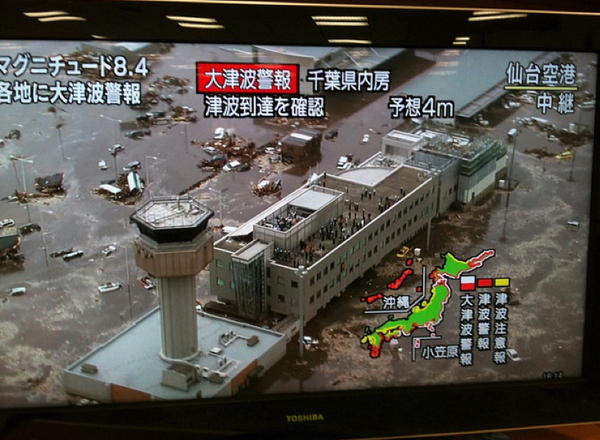 マグニチュード8.4
各地に大津波警報
大津波警報 千葉県内房
津波到達を確認 予想4m
仙台空港
中継
沖縄
小笠原
大津波警報
津波警報
津波注意報
16:14
TOSHIBA